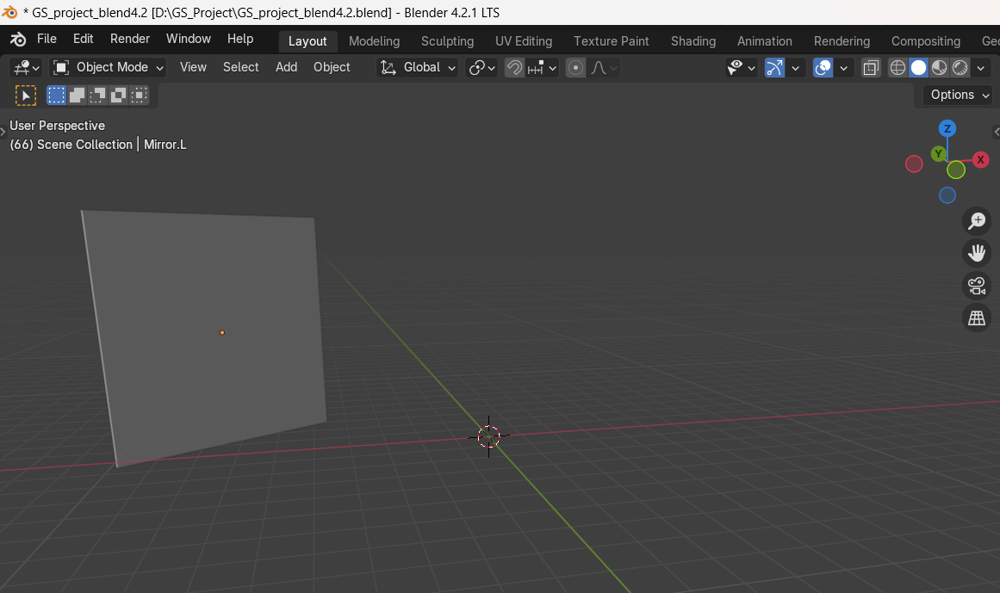 * GS_project_blend4.2 [D:\GS_Project\GS_project_blend4.2.blend] - Blender 4.2.1 LTS
File Edit Render Window Help Layout Modeling Sculpting UV Editing Texture Paint Shading Animation Rendering Compositing Geo
Object Mode View Select Add Object Global
Options
User Perspective
(66) Scene Collection | Mirror.L
Z
Y X